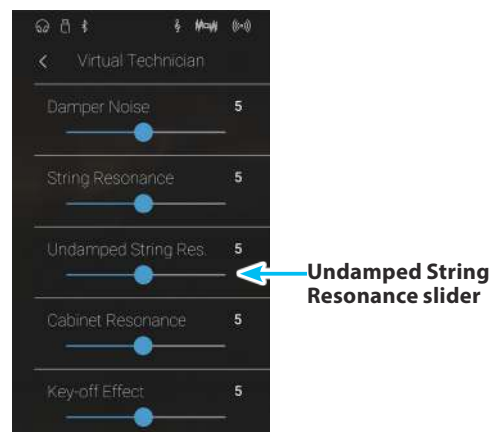 Virtual Technician
Damper Noise 5
String Resonance 5
Undamped String Res. 5
Undamped String
Resonance slider
Cabinet Resonance 5
Key-off Effect 5